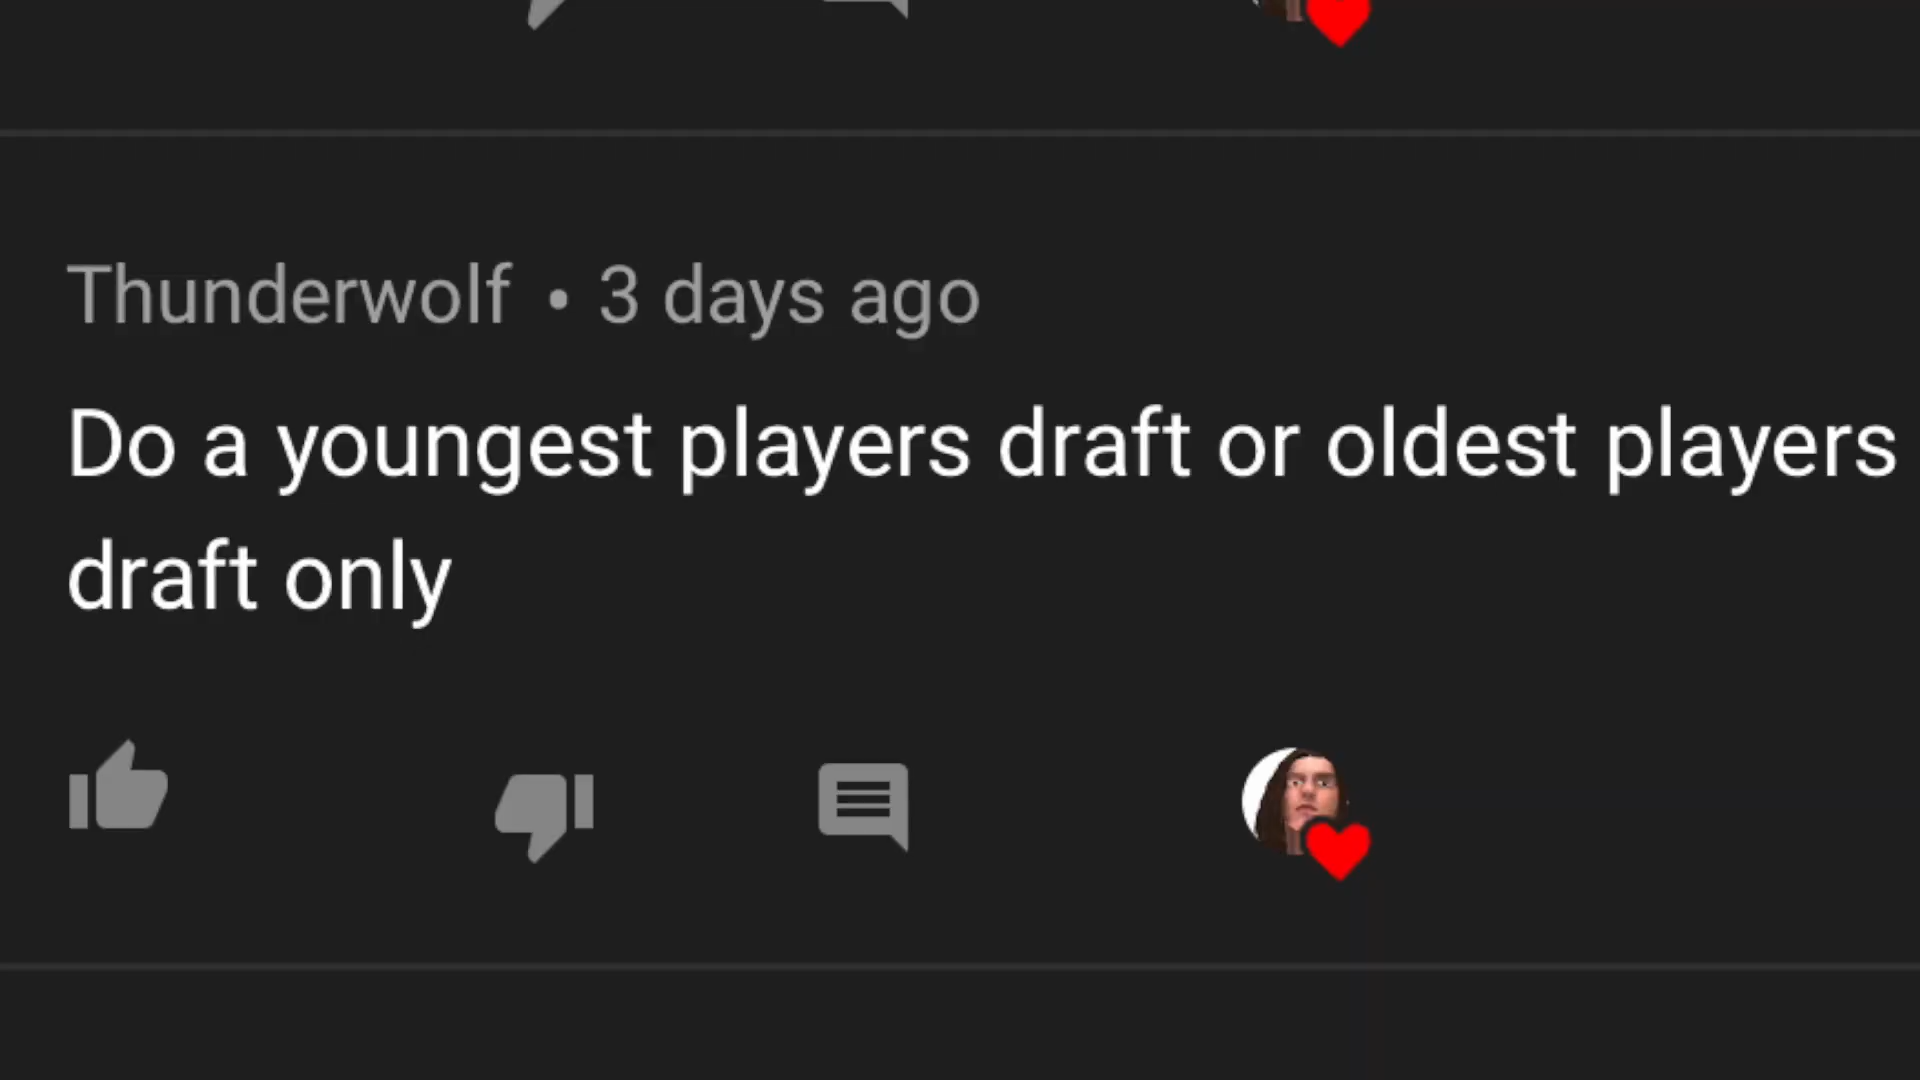 Thunderwolf • 3 days ago
Do a youngest players draft or oldest players
draft only